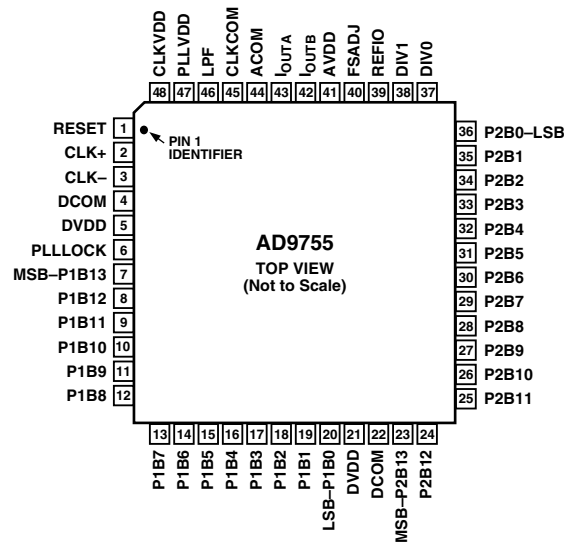 CLKVDD
PLLVDD
LPF
CLKCOM
ACOM
IOUTA
IOUTB
AVDD
FSADJ
REFIO
DIV1
DIV0
48 47 46 45 44 43 42 41 40 39 38 37
RESET 1
CLK+ 2
CLK– 3
DCOM 4
DVDD 5
PLLLOCK 6
MSB–P1B13 7
P1B12 8
P1B11 9
P1B10 10
P1B9 11
P1B8 12
PIN 1
IDENTIFIER
AD9755
TOP VIEW
(Not to Scale)
36 P2B0–LSB
35 P2B1
34 P2B2
33 P2B3
32 P2B4
31 P2B5
30 P2B6
29 P2B7
28 P2B8
27 P2B9
26 P2B10
25 P2B11
13 14 15 16 17 18 19 20 21 22 23 24
P1B7
P1B6
P1B5
P1B4
P1B3
P1B2
P1B1
LSB–P1B0
DVDD
DCOM
MSB–P2B13
P2B12